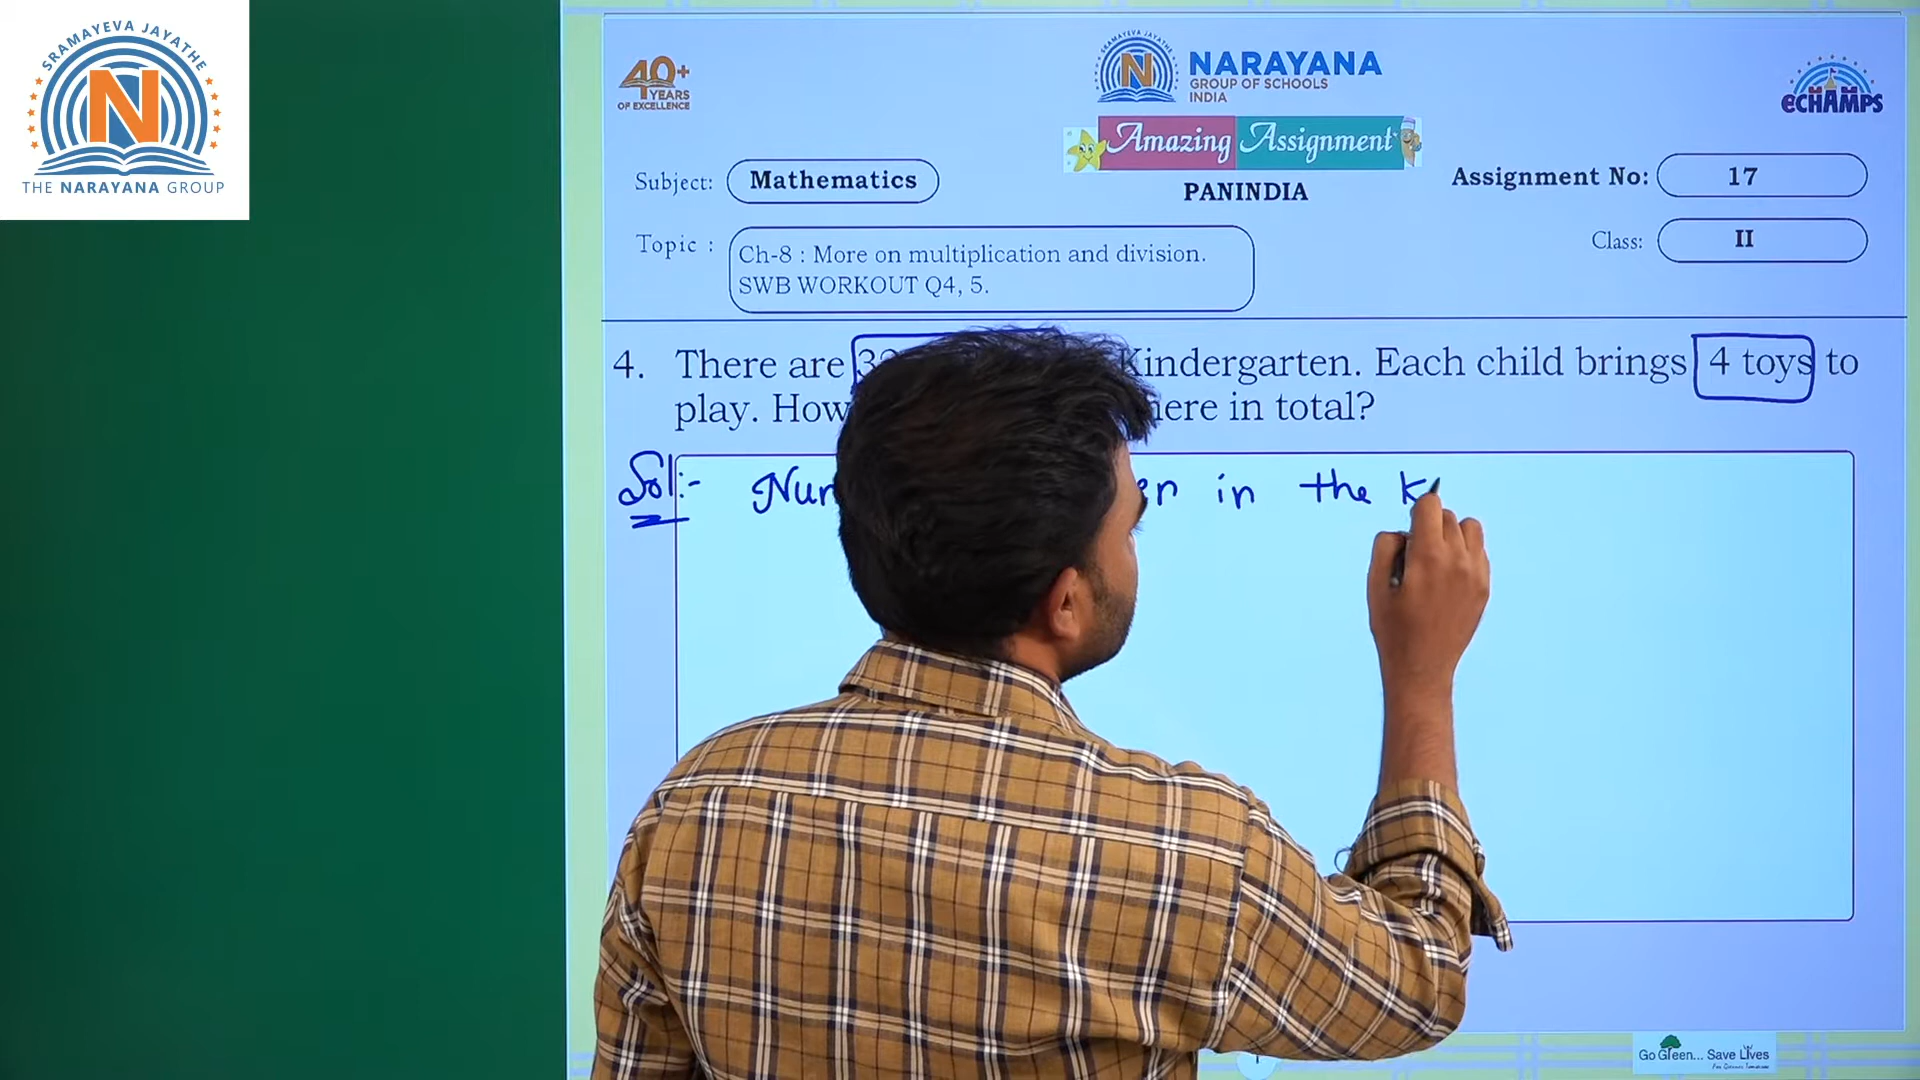 SRAMAYEVA JAYATHE
N
THE NARAYANA GROUP
40+
YEARS
OF EXCELLENCE
SRAMAYEVA JAYATHE
N
NARAYANA
GROUP OF SCHOOLS
INDIA
eCHAMPS
Amazing Assignment
Subject: Mathematics
PANINDIA
Assignment No: 17
Topic : Ch-8 : More on multiplication and division.
SWB WORKOUT Q4, 5.
Class: II
4. There are Kindergarten. Each child brings 4 toys to
play. How in total?
Sol:- in the K
Go Green... Save Lives